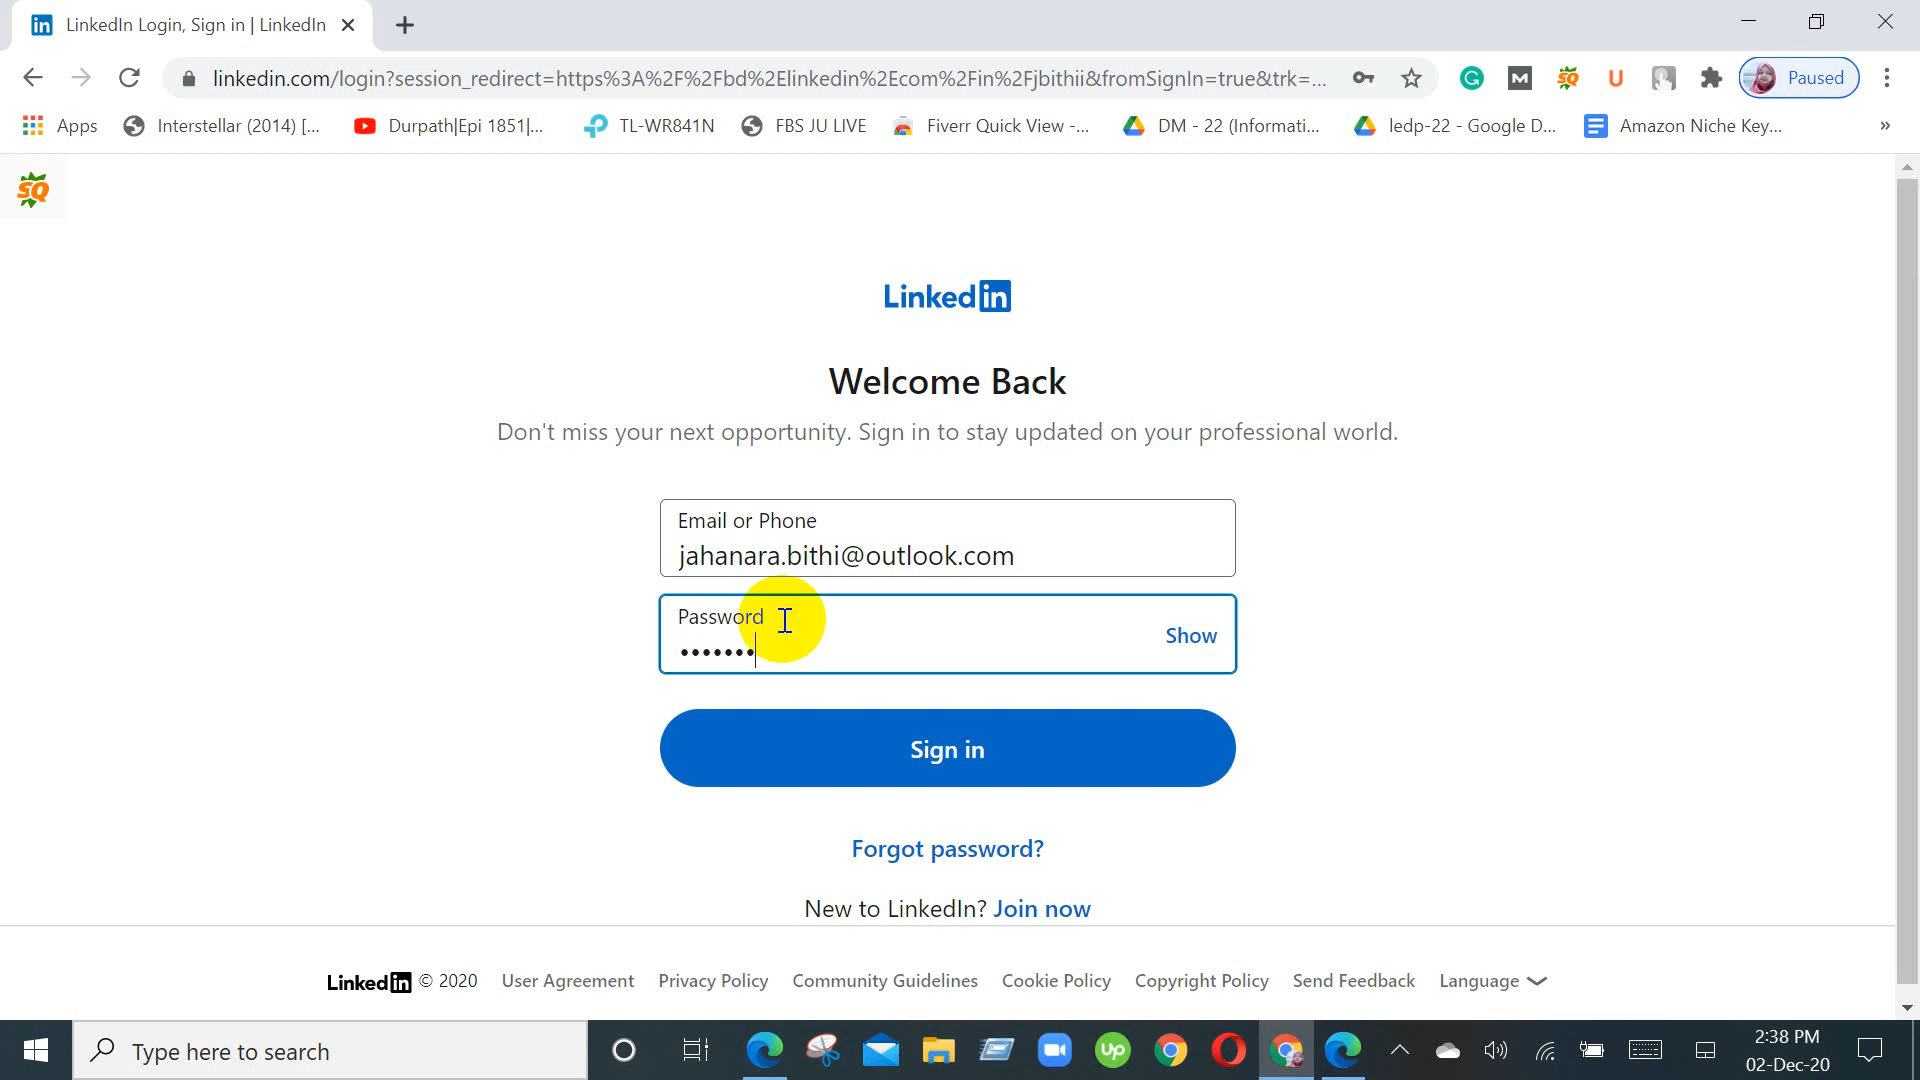 LinkedIn Login, Sign in | LinkedIn
linkedin.com/login?session_redirect=https%3A%2F%2Fbd%2Elinkedin%2Ecom%2Fin%2Fjbithii&fromSignIn=true&trk=...
Paused
Apps
Interstellar (2014) [...
Durpath|Epi 1851|...
TL-WR841N
FBS JU LIVE
Fiverr Quick View -...
DM - 22 (Informati...
ledp-22 - Google D...
Amazon Niche Key...
»
SQ
LinkedIn
Welcome Back
Don't miss your next opportunity. Sign in to stay updated on your professional world.
Email or Phone
jahanara.bithi@outlook.com
Password
•••••••
Show
Sign in
Forgot password?
New to LinkedIn? Join now
LinkedIn © 2020 User Agreement Privacy Policy Community Guidelines Cookie Policy Copyright Policy Send Feedback Language
Type here to search
up
2:38 PM
02-Dec-20